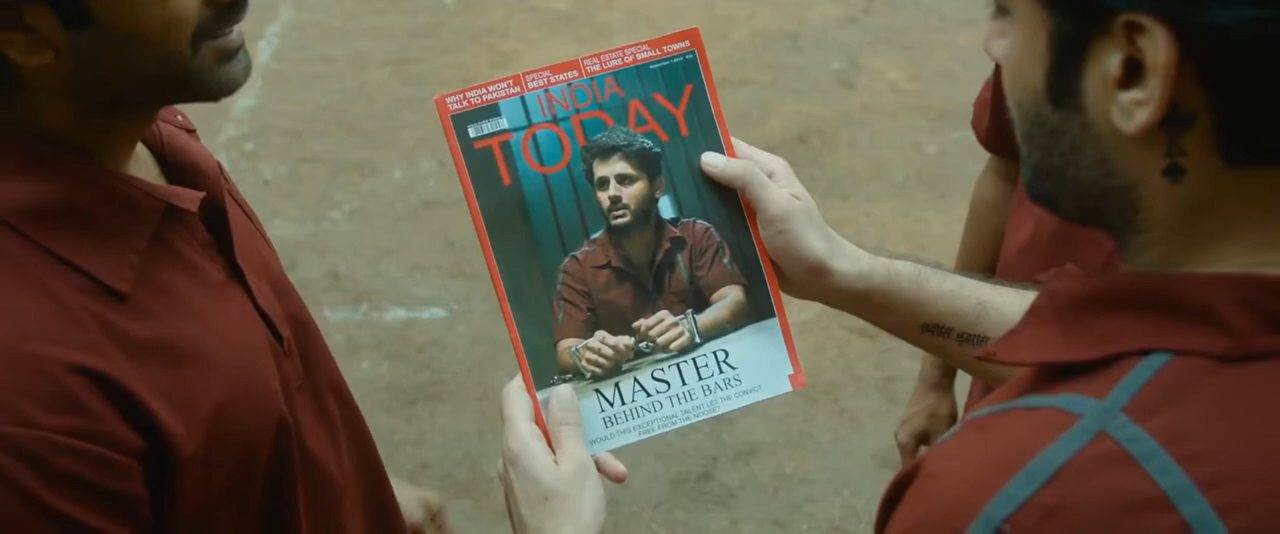 WHY INDIA WON'T
TALK TO PAKISTAN
SPECIAL
BEST STATES
REAL ESTATE SPECIAL
THE LURE OF SMALL TOWNS
INDIA
TODAY
MASTER
BEHIND THE BARS
WOULD THIS EXCEPTIONAL TALENT LET THE CONVICT
FREE FROM THE NOOSE?